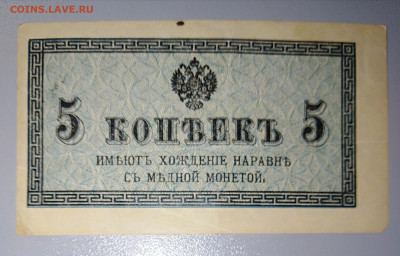 COINS.LAVE.RU
5 КОПѢЕКЪ 5
ИМѢЮТЪ ХОЖДЕНІЕ НАРАВНѢ
СЪ МѢДНОЙ МОНЕТОЙ.